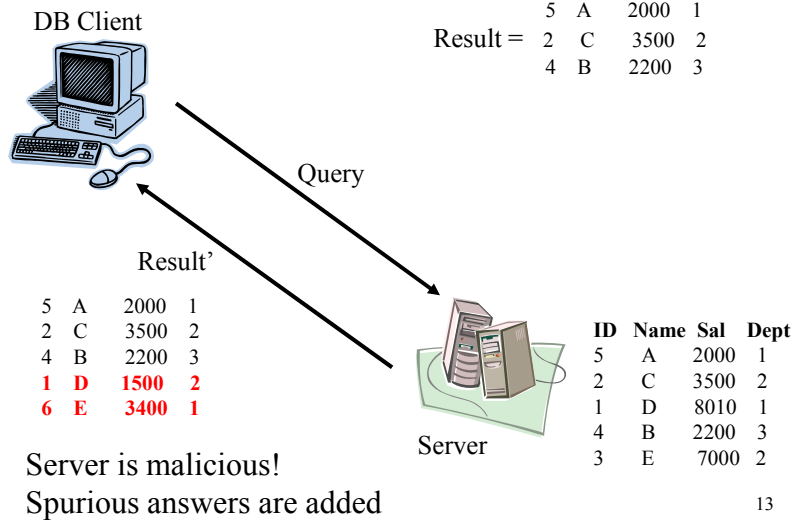 DB Client
5 A 2000 1
Result = 2 C 3500 2
4 B 2200 3
Query
Result’
5 A 2000 1
2 C 3500 2
4 B 2200 3
1 D 1500 2
6 E 3400 1
Server
ID Name Sal Dept
5 A 2000 1
2 C 3500 2
1 D 8010 1
4 B 2200 3
3 E 7000 2
Server is malicious!
Spurious answers are added
13